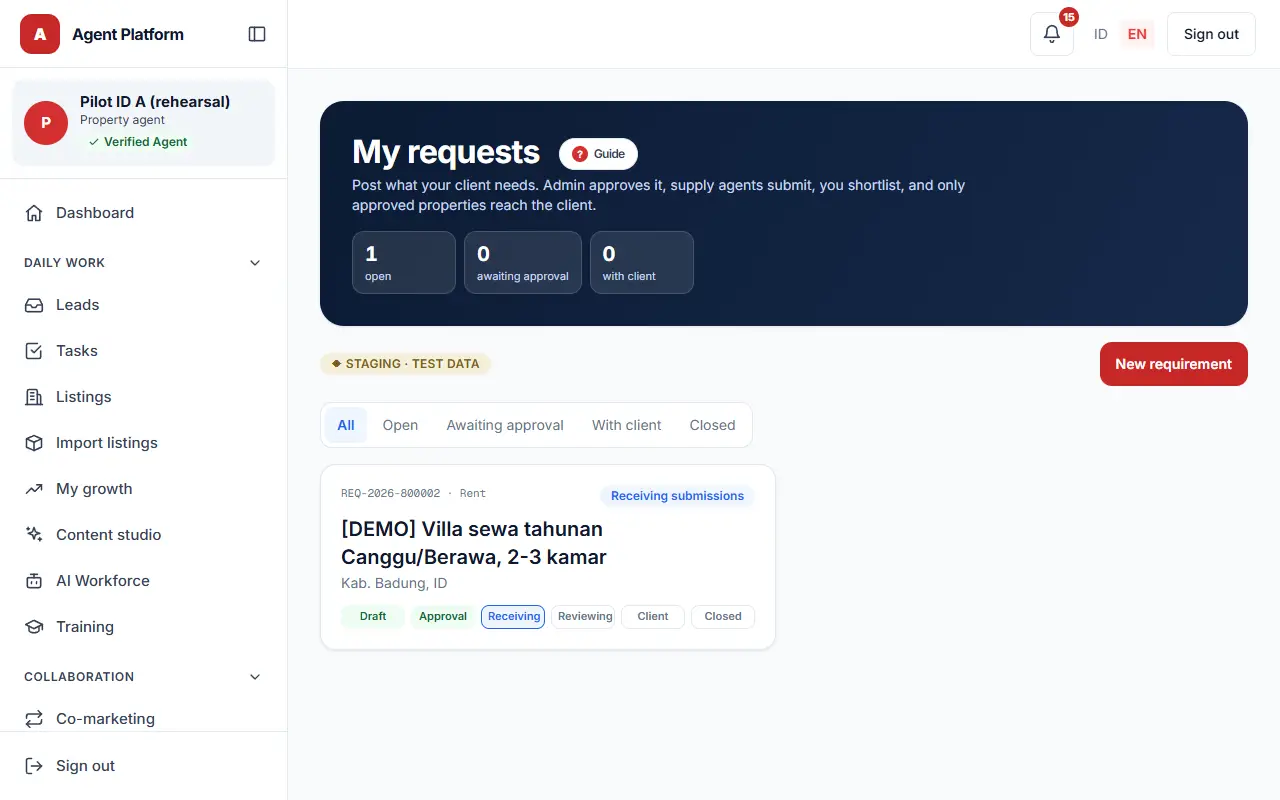 A
Agent Platform
15
ID
EN
Sign out
P
Pilot ID A (rehearsal)
Property agent
Verified Agent
Dashboard
DAILY WORK
Leads
Tasks
Listings
Import listings
My growth
Content studio
AI Workforce
Training
COLLABORATION
Co-marketing
Sign out
My requests
? Guide
Post what your client needs. Admin approves it, supply agents submit, you shortlist, and only
approved properties reach the client.
1
open
0
awaiting approval
0
with client
STAGING · TEST DATA
New requirement
All
Open
Awaiting approval
With client
Closed
REQ-2026-800002 · Rent
Receiving submissions
[DEMO] Villa sewa tahunan
Canggu/Berawa, 2-3 kamar
Kab. Badung, ID
Draft
Approval
Receiving
Reviewing
Client
Closed